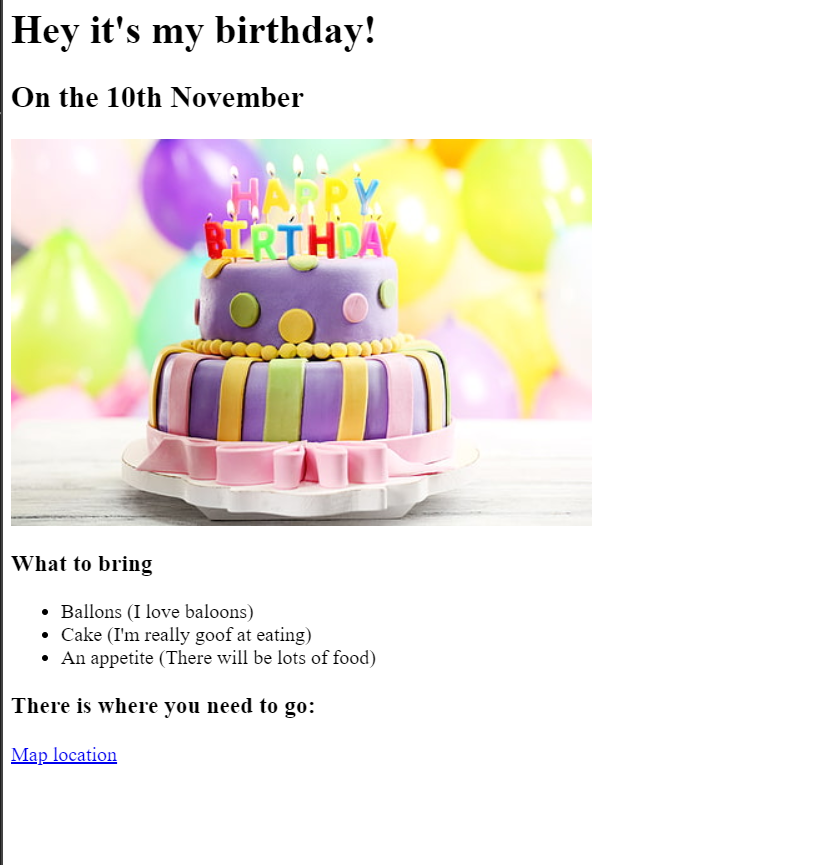 Hey it's my birthday!
On the 10th November
HAPPY
BIRTHDAY
What to bring
Ballons (I love baloons)
Cake (I'm really goof at eating)
An appetite (There will be lots of food)
There is where you need to go:
Map location